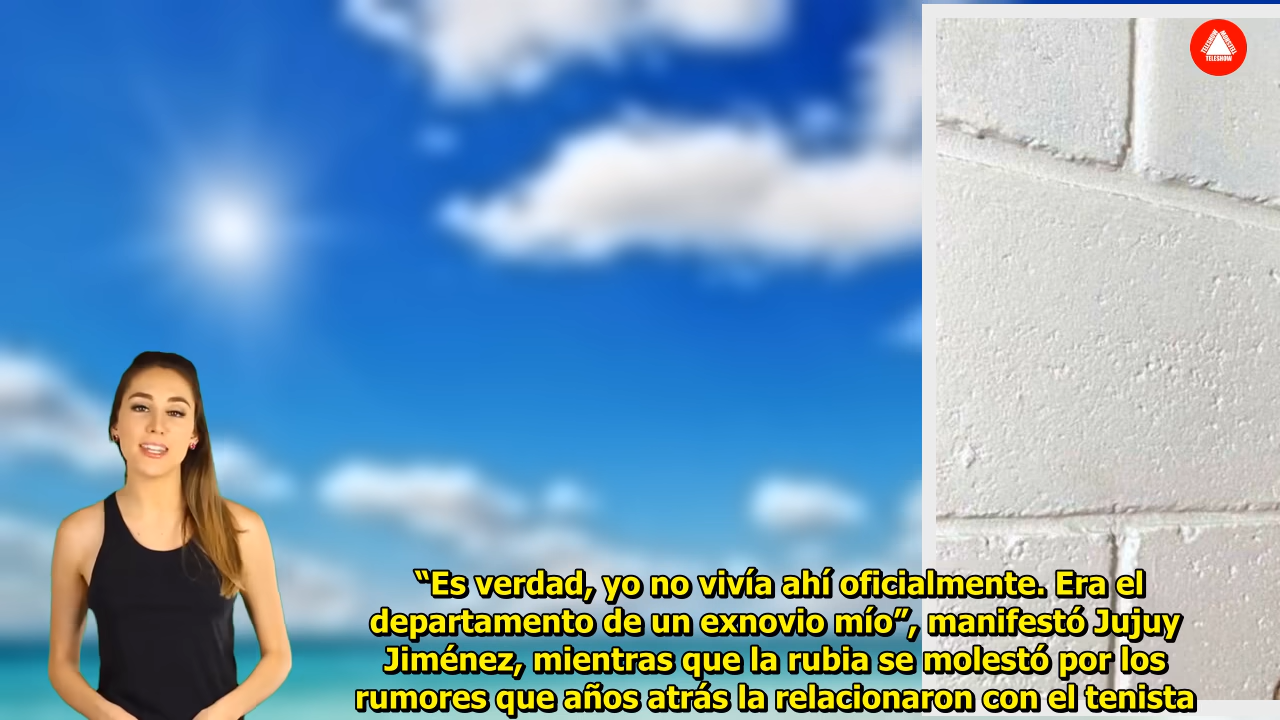 TELESHOW
“Es verdad, yo no vivía ahí oficialmente. Era el
departamento de un exnovio mío”, manifestó Jujuy
Jiménez, mientras que la rubia se molestó por los
rumores que años atrás la relacionaron con el tenista